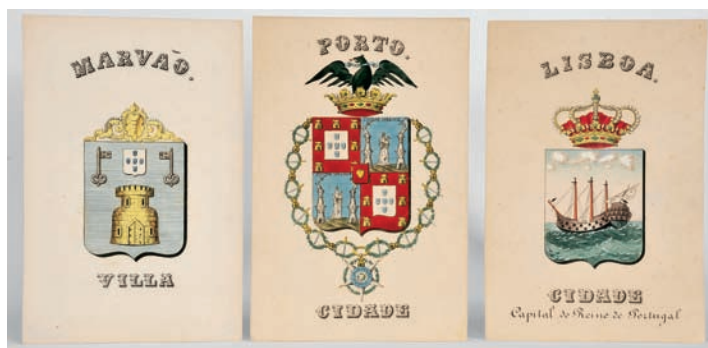 MARVÃO.
VILLA
PORTO.
CIDADE
LISBOA.
CIDADE
Capital do Reino de Portugal